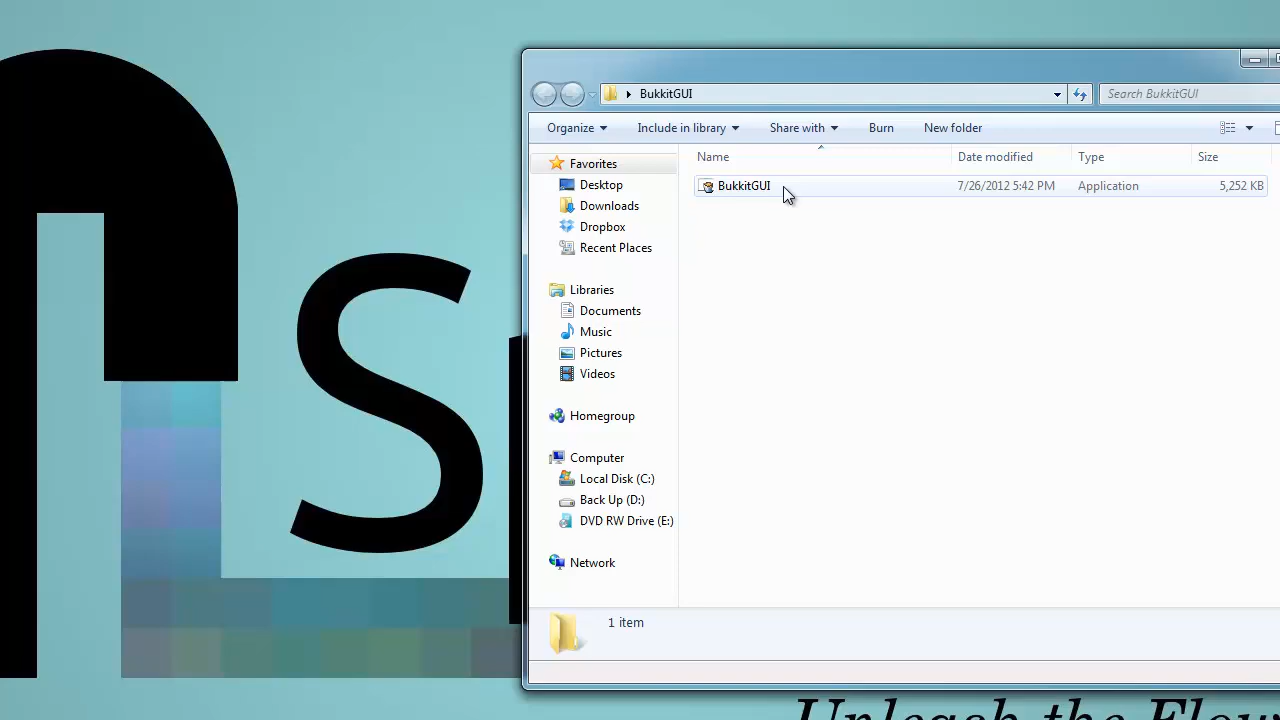 BukkitGUI
Search BukkitGUI
Organize
Include in library
Share with
Burn
New folder
Name
Date modified
Type
Size
BukkitGUI
7/26/2012 5:42 PM
Application
5,252 KB
Favorites
Desktop
Downloads
Dropbox
Recent Places
Libraries
Documents
Music
Pictures
Videos
Homegroup
Computer
Local Disk (C:)
Back Up (D:)
DVD RW Drive (E:)
Network
1 item
S
Unleash the